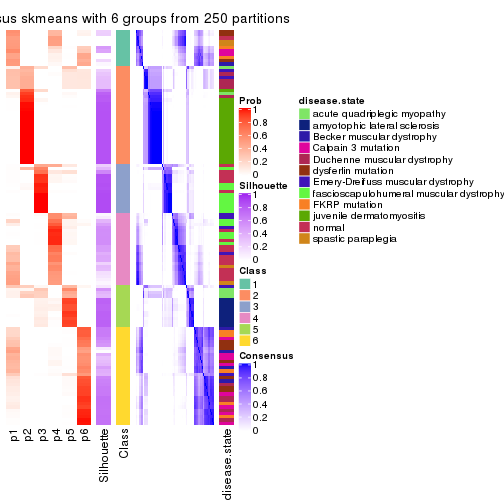 sus skmeans with 6 groups from 250 partitions
Prob
1
0.8
0.6
0.4
0.2
0
Silhouette
1
0.8
0.6
0.4
0.2
0
Class
1
2
3
4
5
6
Consensus
1
0.8
0.6
0.4
0.2
0
disease.state
acute quadriplegic myopathy
amyotrophic lateral sclerosis
Becker muscular dystrophy
Calpain 3 mutation
Duchenne muscular dystrophy
dysferlin mutation
Emery-Dreifuss muscular dystrophy
fascioscapulohumeral muscular dystrophy
FKRP mutation
juvenile dermatomyositis
normal
spastic paraplegia
p1
p2
p3
p4
p5
p6
Silhouette
Class
disease.state